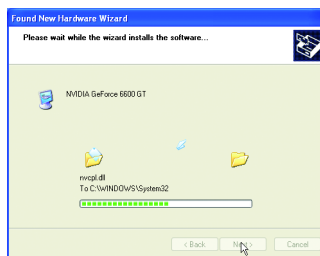 Found New Hardware Wizard
Please wait while the wizard installs the software...
NVIDIA GeForce 6600 GT
nvcpl.dll
To C:\WINDOWS\System32
< Back
Next >
Cancel